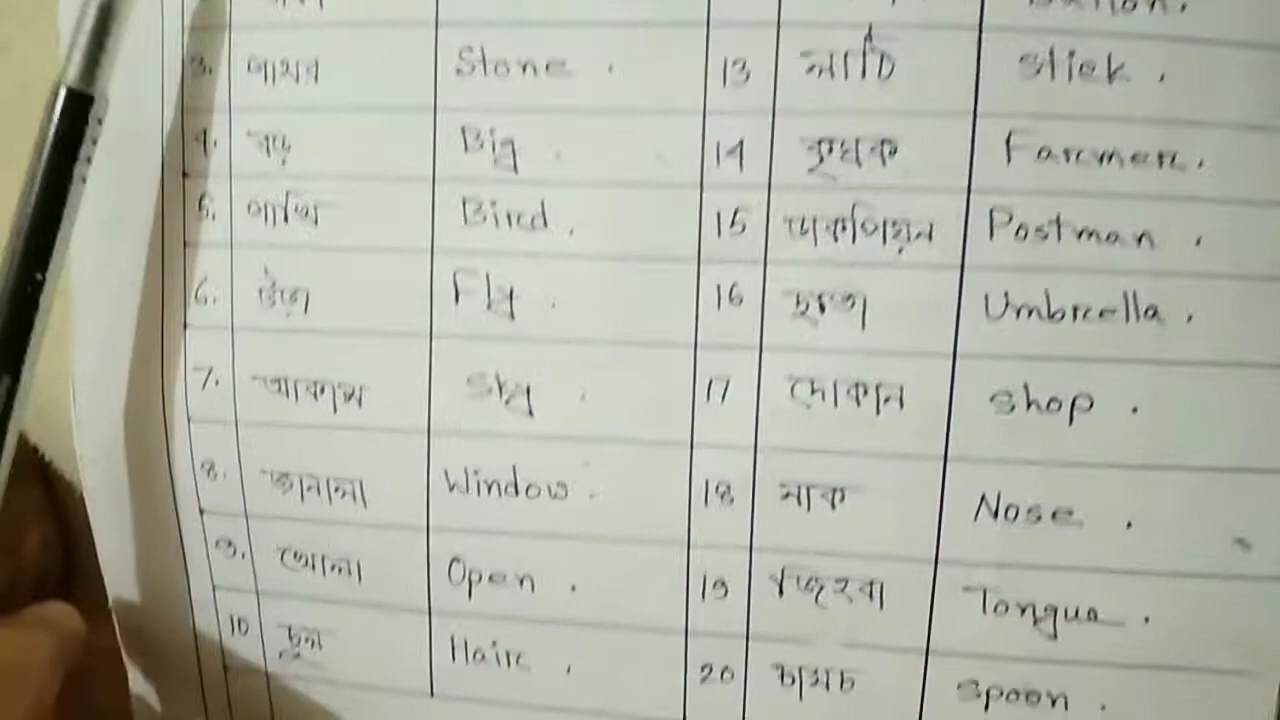 3. পাথর Stone . 13 লাঠি Stick .
4. বড় Big . 14 কৃষক Farmer .
5. পাখি Bird . 15 ডাকপিয়ন Postman .
6. উড়া Fly . 16 ছাতা Umbrella .
7. আকাশ Sky . 17 দোকান Shop .
8. জানালা Window . 18 নাক Nose .
9. খোলা Open . 19 জিহবা Tongue .
10 চুল Hair . 20 চামচ Spoon .